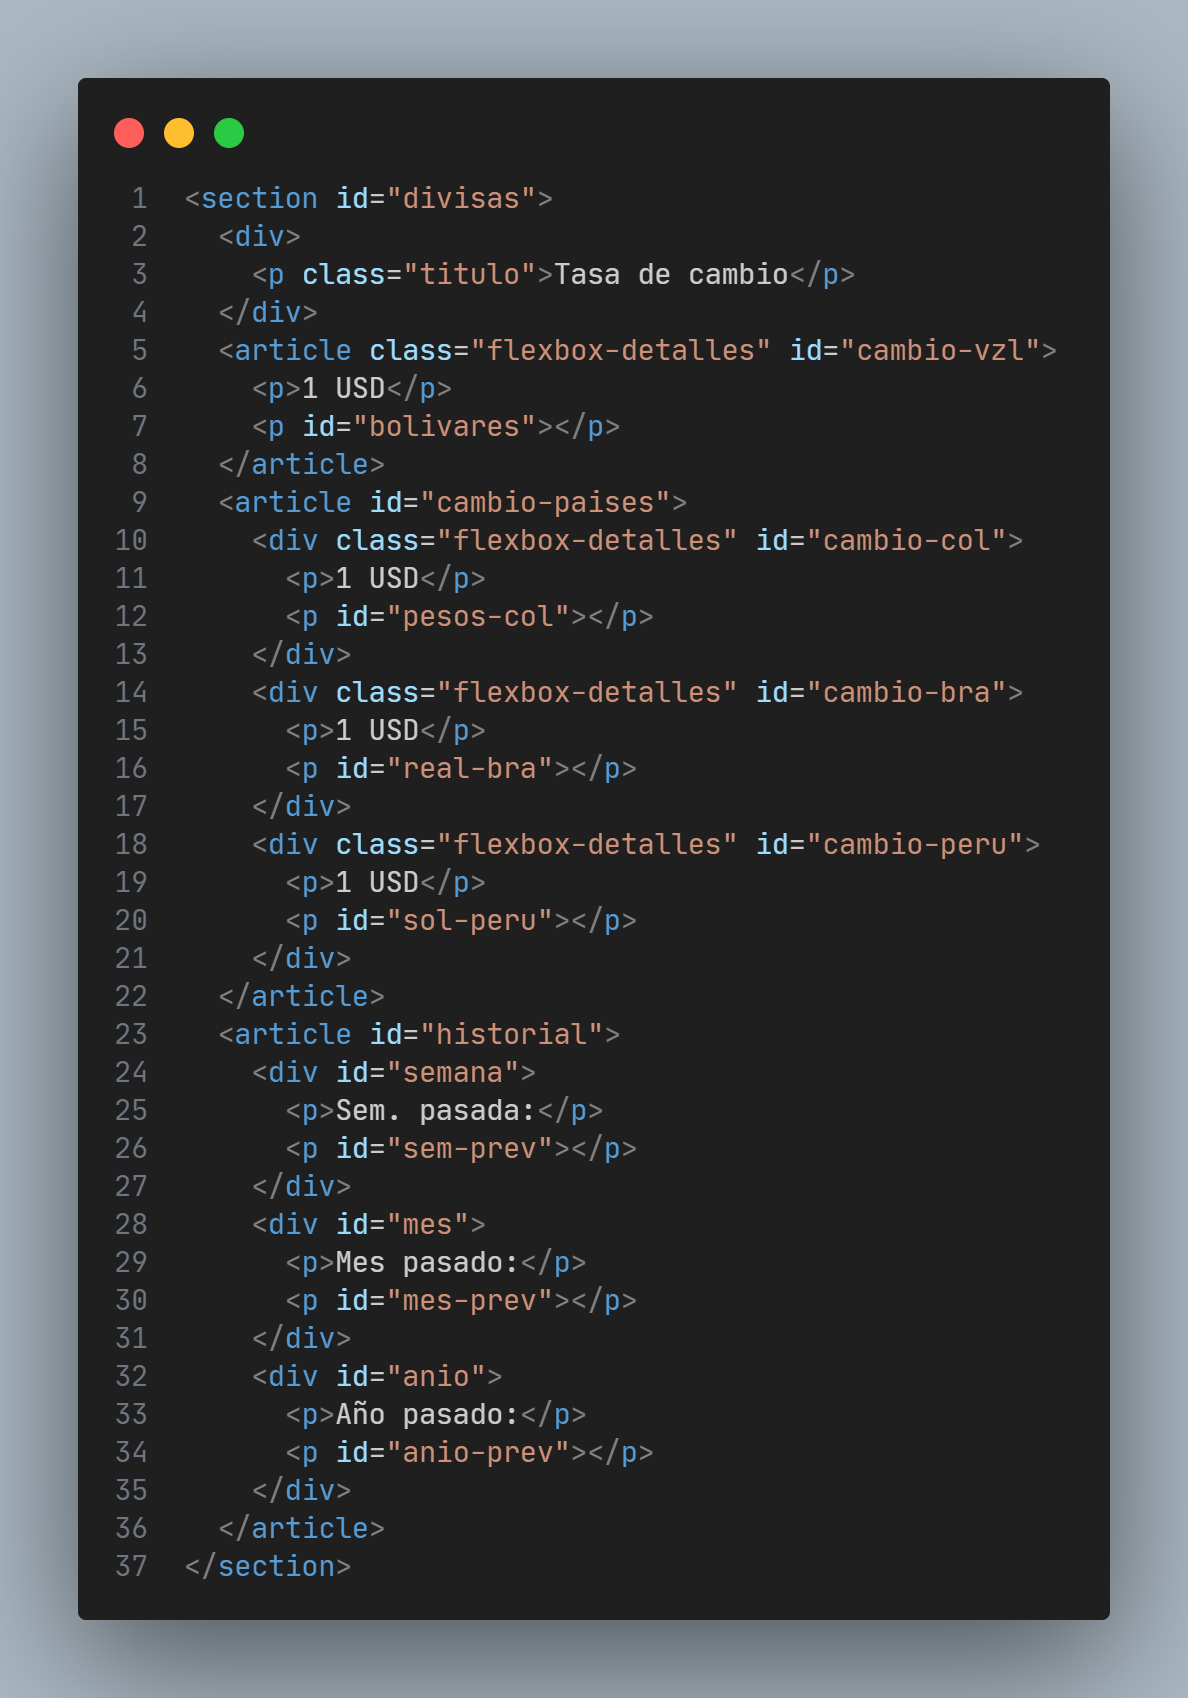 1 <section id="divisas">
2   <div>
3     <p class="titulo">Tasa de cambio</p>
4   </div>
5   <article class="flexbox-detalles" id="cambio-vzl">
6     <p>1 USD</p>
7     <p id="bolivares"></p>
8   </article>
9   <article id="cambio-paises">
10     <div class="flexbox-detalles" id="cambio-col">
11       <p>1 USD</p>
12       <p id="pesos-col"></p>
13     </div>
14     <div class="flexbox-detalles" id="cambio-bra">
15       <p>1 USD</p>
16       <p id="real-bra"></p>
17     </div>
18     <div class="flexbox-detalles" id="cambio-peru">
19       <p>1 USD</p>
20       <p id="sol-peru"></p>
21     </div>
22   </article>
23   <article id="historial">
24     <div id="semana">
25       <p>Sem. pasada:</p>
26       <p id="sem-prev"></p>
27     </div>
28     <div id="mes">
29       <p>Mes pasado:</p>
30       <p id="mes-prev"></p>
31     </div>
32     <div id="anio">
33       <p>Año pasado:</p>
34       <p id="anio-prev"></p>
35     </div>
36   </article>
37 </section>